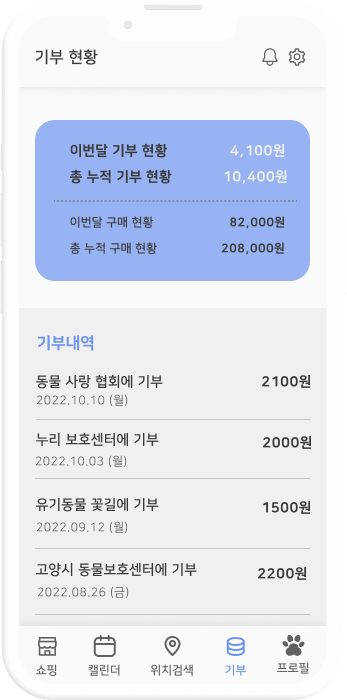 기부 현황
이번달 기부 현황 4,100원
총 누적 기부 현황 10,400원
이번달 구매 현황 82,000원
총 누적 구매 현황 208,000원
기부내역
동물 사랑 협회에 기부 2100원
2022.10.10 (월)
누리 보호센터에 기부 2000원
2022.10.03 (월)
유기동물 꽃길에 기부 1500원
2022.09.12 (월)
고양시 동물보호센터에 기부 2200원
2022.08.26 (금)
쇼핑 캘린더 위치검색 기부 프로필